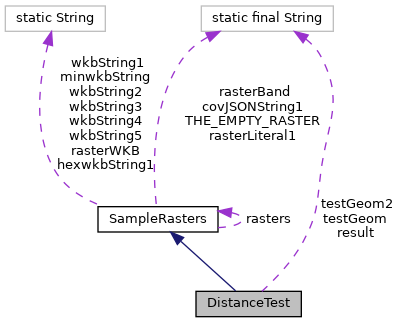 static String
static final String
wkbString1
minwkbString
wkbString2
wkbString3
wkbString4
wkbString5
rasterWKB
hexwkbString1
rasterBand
covJSONString1
THE_EMPTY_RASTER
rasterLiteral1
SampleRasters
rasters
testGeom2
testGeom
result
DistanceTest